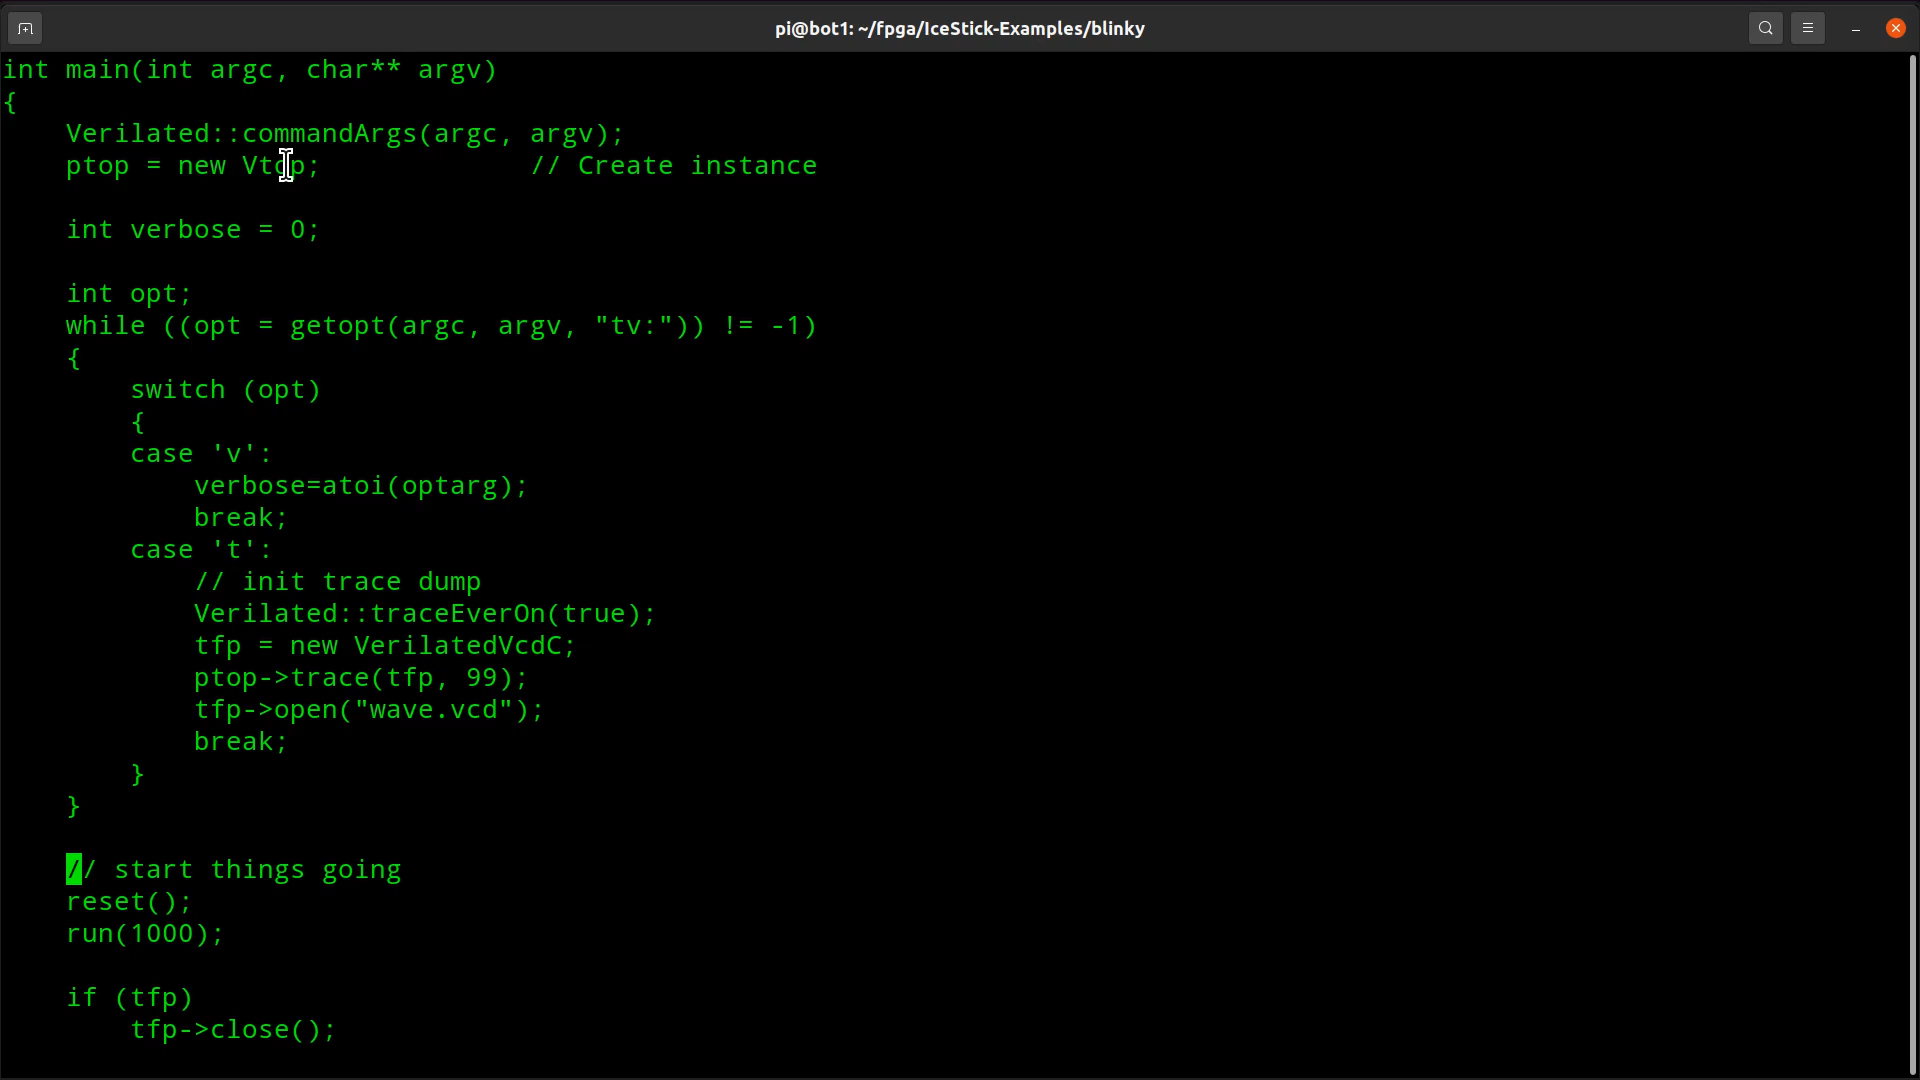 pi@bot1: ~/fpga/IceStick-Examples/blinky
int main(int argc, char** argv)
{
    Verilated::commandArgs(argc, argv);
    ptop = new Vtop;             // Create instance

    int verbose = 0;

    int opt;
    while ((opt = getopt(argc, argv, "tv:")) != -1)
    {
        switch (opt)
        {
        case 'v':
            verbose=atoi(optarg);
            break;
        case 't':
            // init trace dump
            Verilated::traceEverOn(true);
            tfp = new VerilatedVcdC;
            ptop->trace(tfp, 99);
            tfp->open("wave.vcd");
            break;
        }
    }

    // start things going
    reset();
    run(1000);

    if (tfp)
        tfp->close();